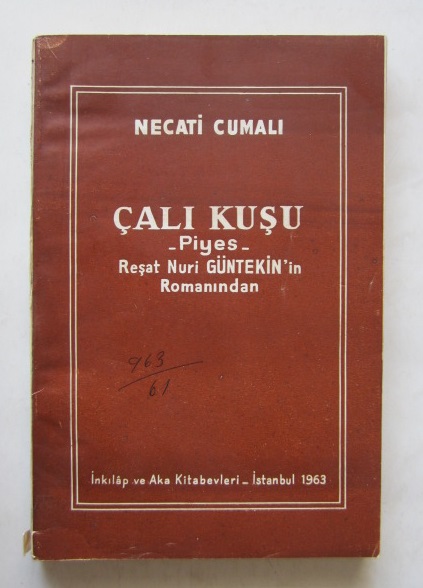 NECATİ CUMALI
ÇALI KUŞU
-Piyes-
Reşat Nuri GÜNTEKİN'in
Romanından
963
61
İnkılâp ve Aka Kitabevleri - İstanbul 1963